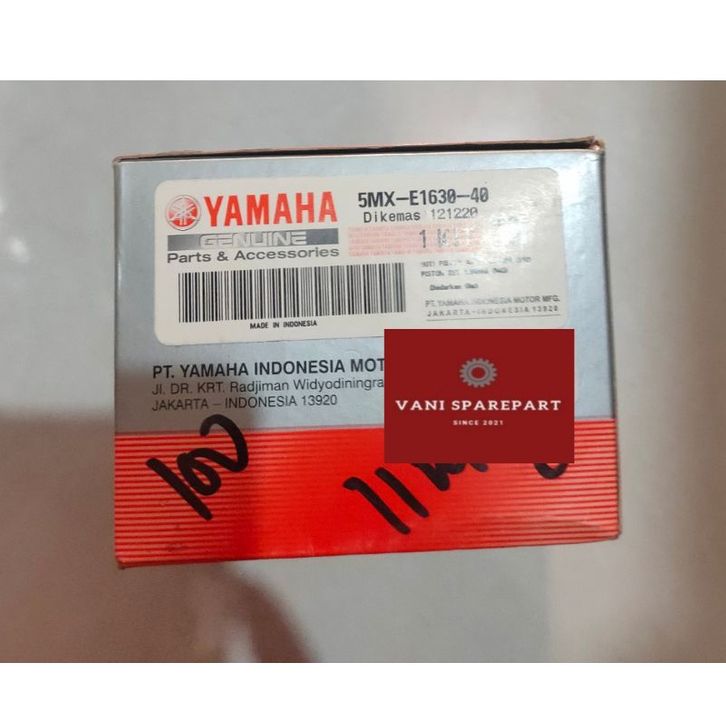 YAMAHA
GENUINE
Parts & Accessories
5MX-E1630-40
Dikemas 121220
MADE IN INDONESIA
PT. YAMAHA INDONESIA MOTOR MFG.
JAKARTA-INDONESIA 13920
PT. YAMAHA INDONESIA MOT
Jl. DR. KRT. Radjiman Widyodiningra
JAKARTA – INDONESIA 13920
VANI SPAREPART
SINCE 2021